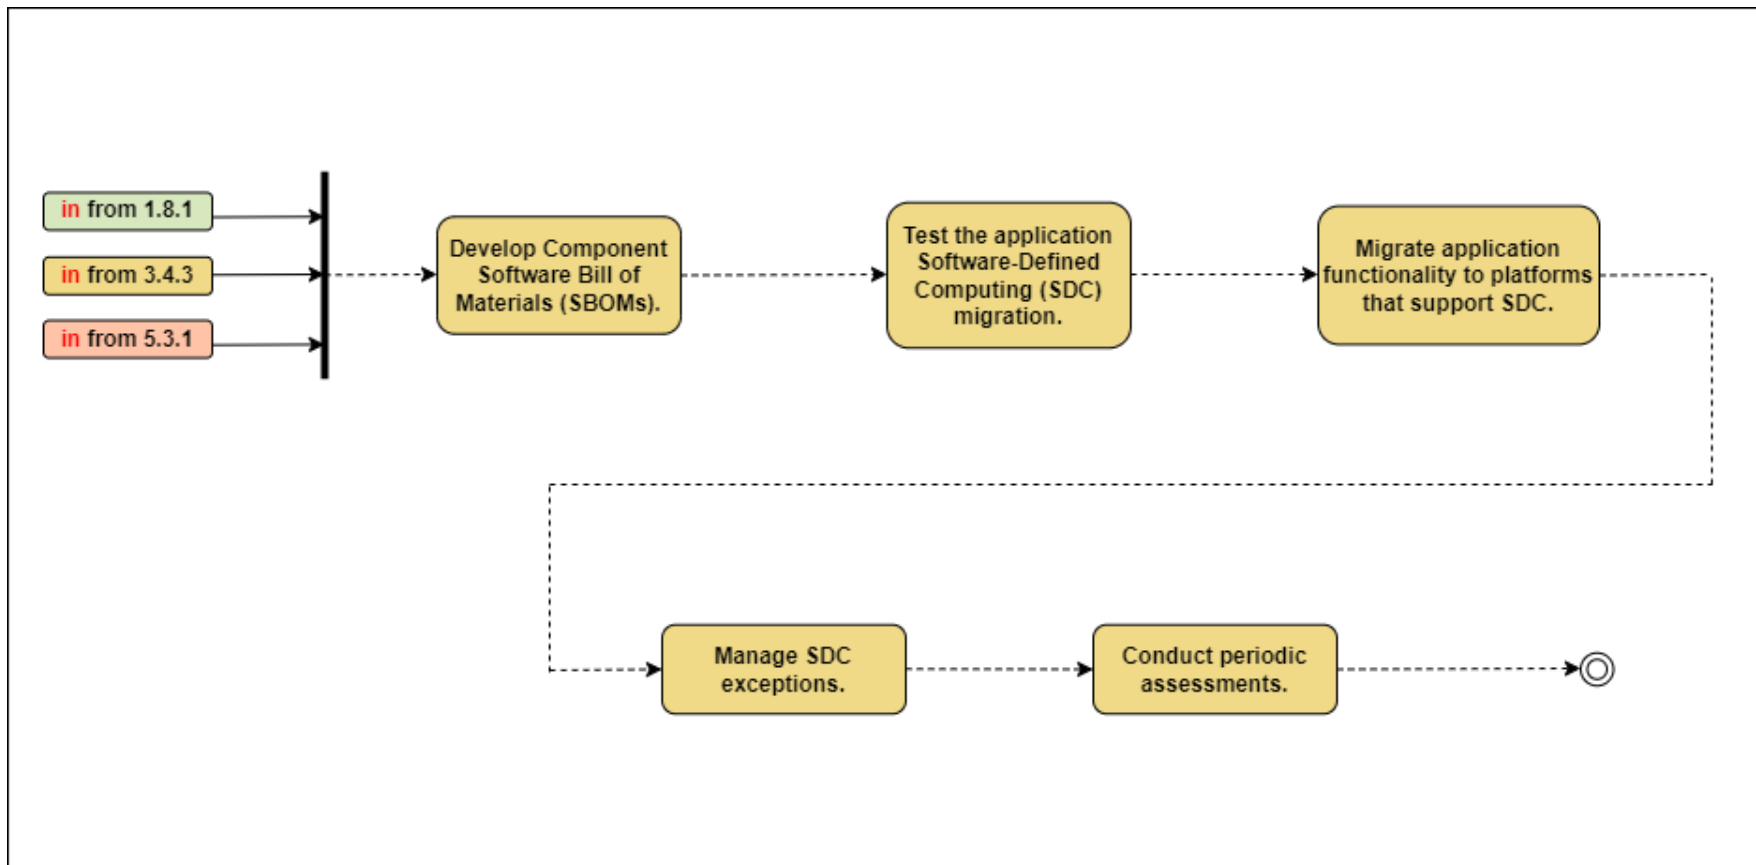 in from 1.8.1
in from 3.4.3
in from 5.3.1
Develop Component
Software Bill of
Materials (SBOMs).
Test the application
Software-Defined
Computing (SDC)
migration.
Migrate application
functionality to platforms
that support SDC.
Manage SDC
exceptions.
Conduct periodic
assessments.